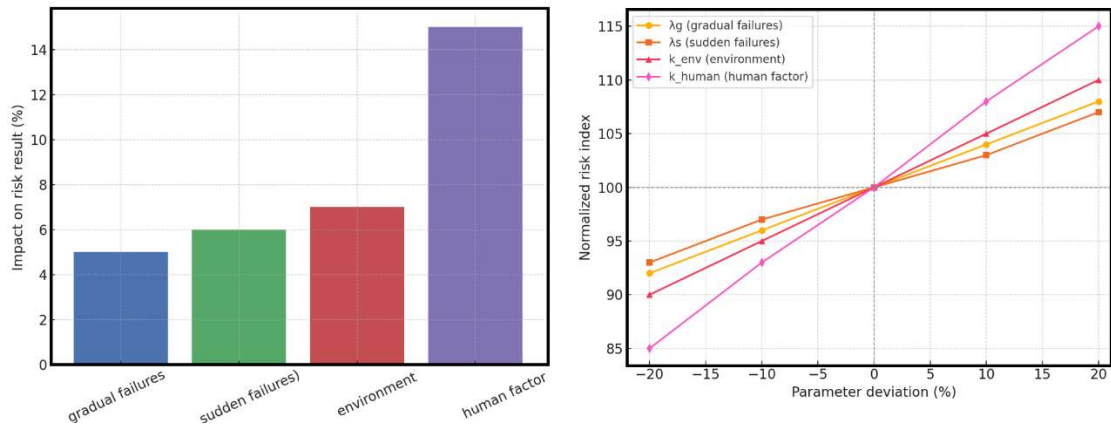 Impact on risk result (%)
14
12
10
8
6
4
2
0
gradual failures
sudden failures)
environment
human factor
λg (gradual failures)
λs (sudden failures)
k_env (environment)
k_human (human factor)
Normalized risk index
115
110
105
100
95
90
85
−20 −15 −10 −5 0 5 10 15 20
Parameter deviation (%)